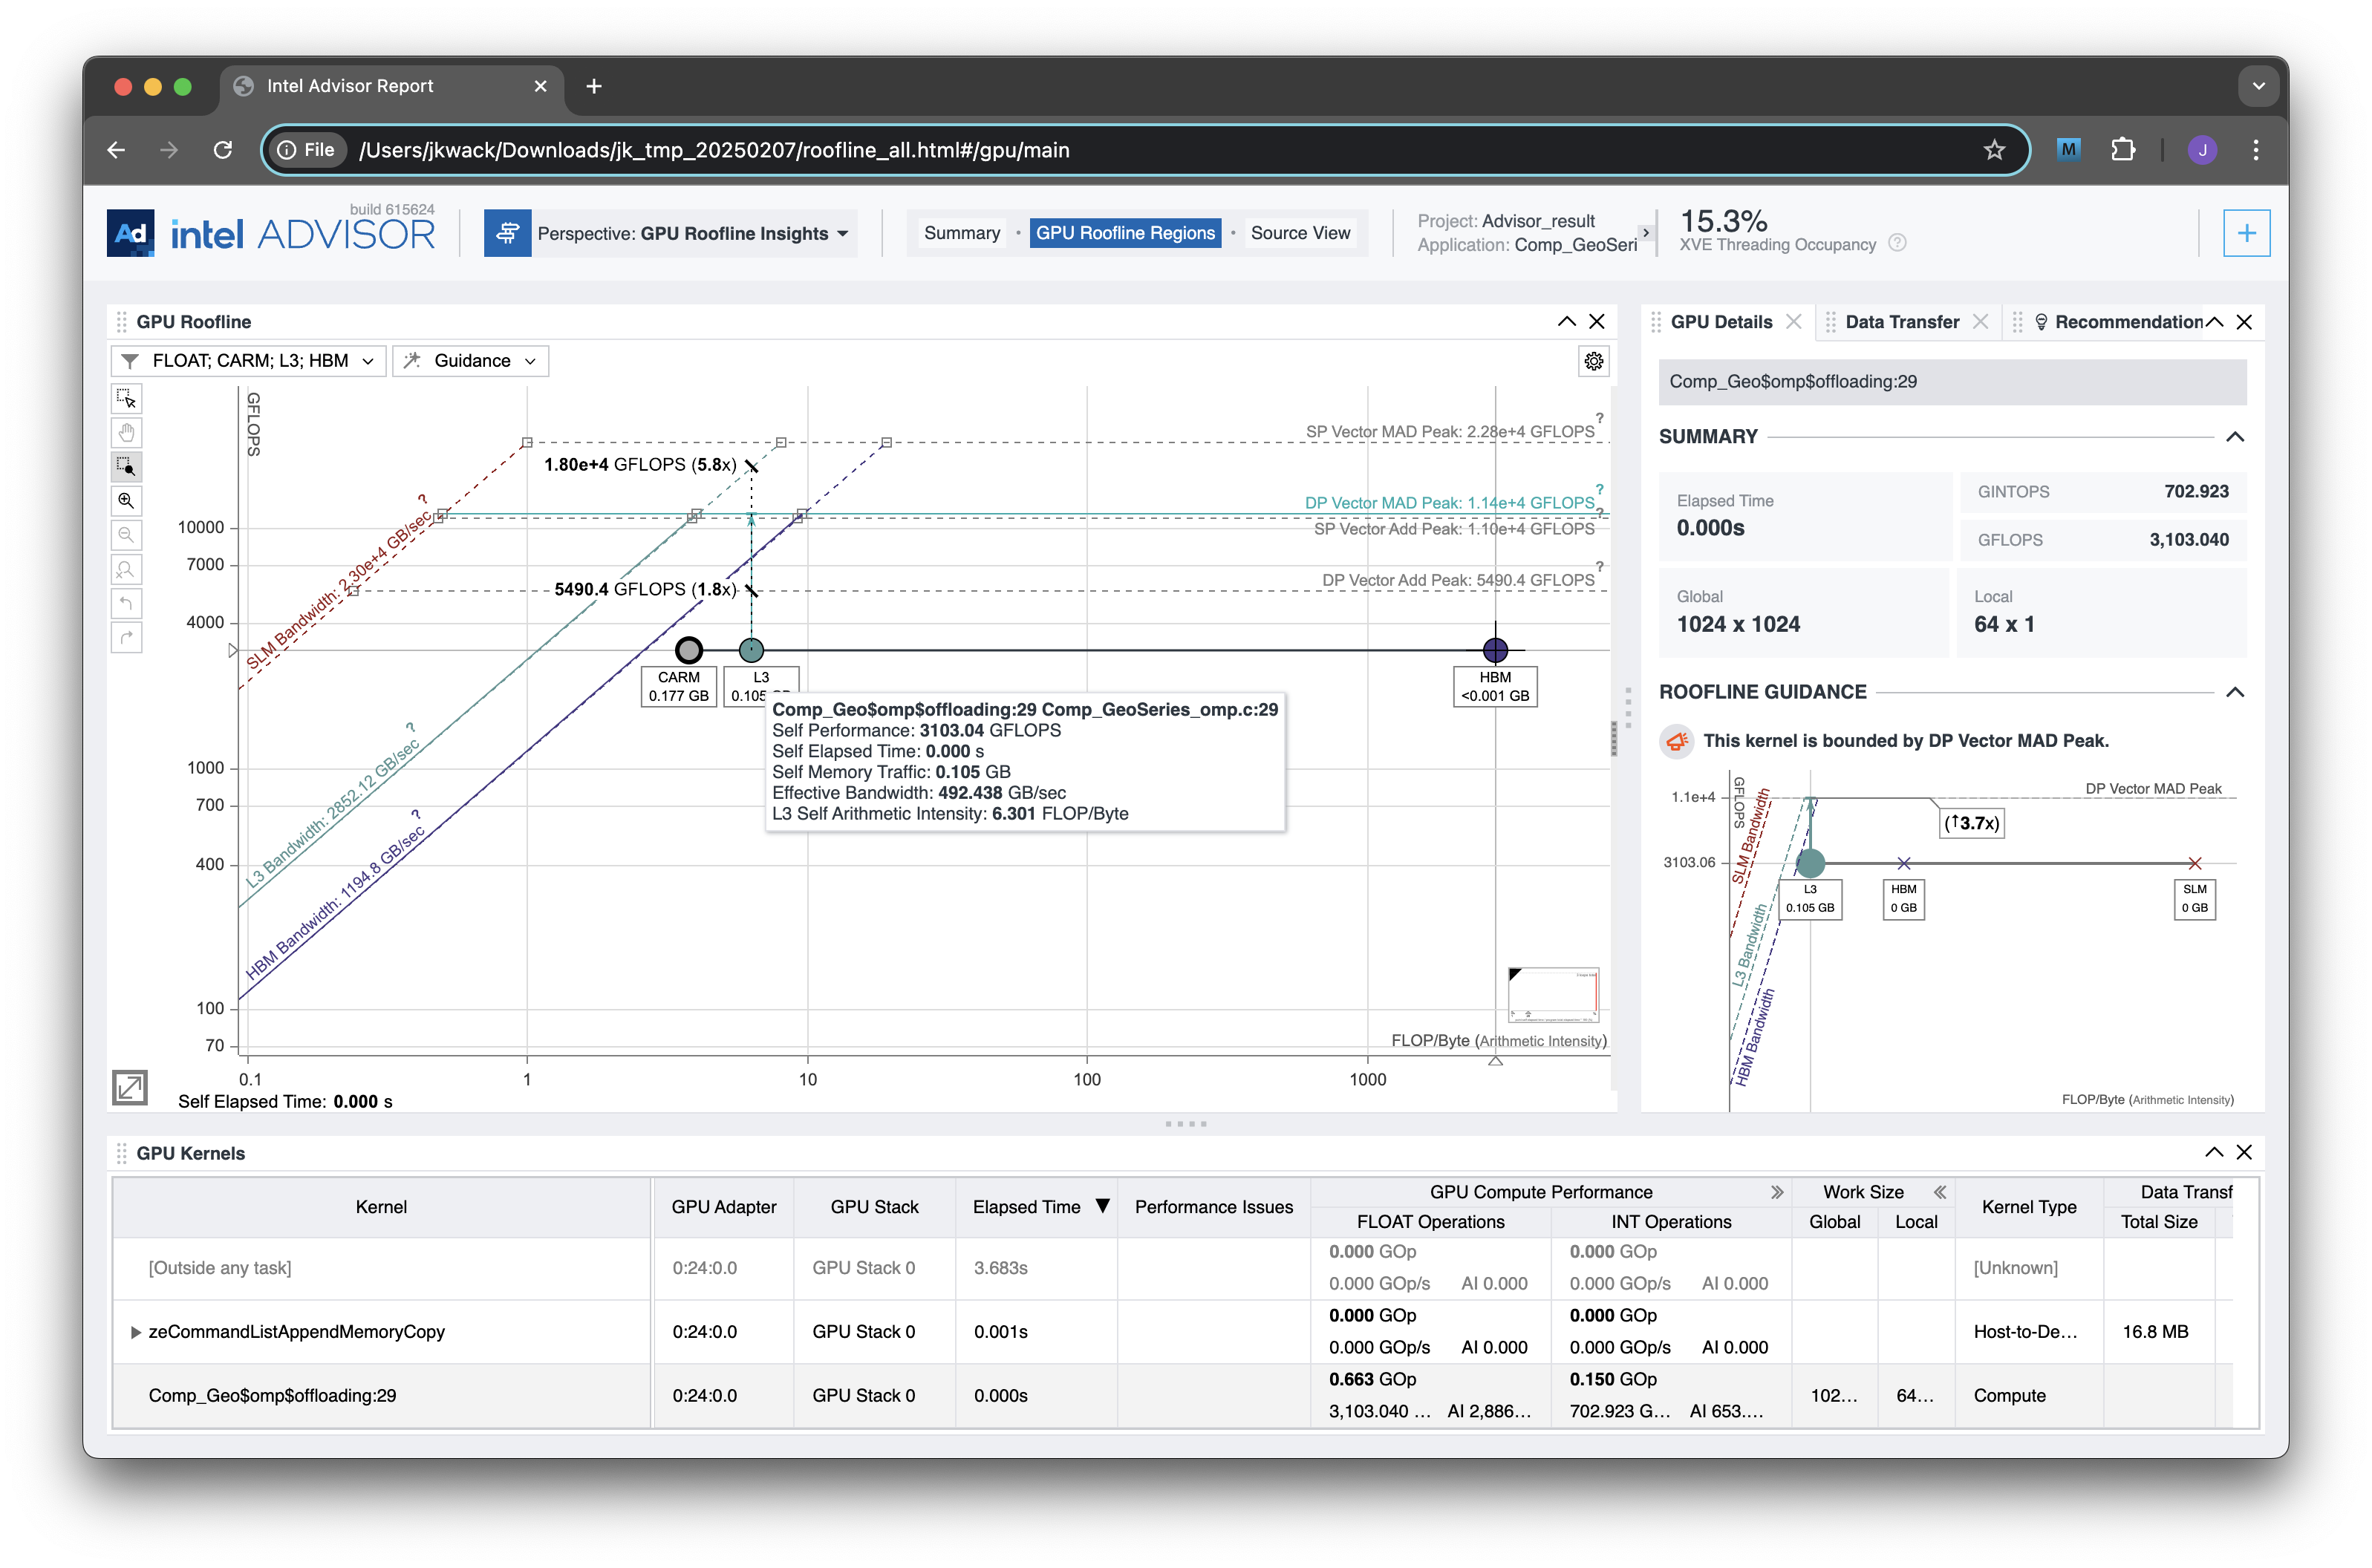 Intel Advisor Report
File
/Users/jkwack/Downloads/jk_tmp_20250207/roofline_all.html#/gpu/main
M
J
Ad
intel ADVISOR
build 615624
Perspective: GPU Roofline Insights
Summary
GPU Roofline Regions
Source View
Project: Advisor_result
Application: Comp_GeoSeri
15.3%
XVE Threading Occupancy ?
GPU Roofline
FLOAT; CARM; L3; HBM
Guidance
GFLOPS
10000
7000
4000
1000
700
400
100
70
0.1
1
10
100
1000
SP Vector MAD Peak: 2.28e+4 GFLOPS ?
1.80e+4 GFLOPS (5.8x)
DP Vector MAD Peak: 1.14e+4 GFLOPS ?
SP Vector Add Peak: 1.10e+4 GFLOPS ?
DP Vector Add Peak: 5490.4 GFLOPS ?
5490.4 GFLOPS (1.8x)
SLM Bandwidth: 2.30e+4 GB/sec ?
L3 Bandwidth: 2852.12 GB/sec ?
HBM Bandwidth: 1194.8 GB/sec ?
CARM
0.177 GB
L3
0.105 GB
HBM
<0.001 GB
Comp_Geo$omp$offloading:29 Comp_GeoSeries_omp.c:29
Self Performance: 3103.04 GFLOPS
Self Elapsed Time: 0.000 s
Self Memory Traffic: 0.105 GB
Effective Bandwidth: 492.438 GB/sec
L3 Self Arithmetic Intensity: 6.301 FLOP/Byte
FLOP/Byte (Arithmetic Intensity)
Self Elapsed Time: 0.000 s
GPU Details
Data Transfer
Recommendation
Comp_Geo$omp$offloading:29
SUMMARY
Elapsed Time
0.000s
GINTOPS 702.923
GFLOPS 3,103.040
Global
1024 x 1024
Local
64 x 1
ROOFLINE GUIDANCE
This kernel is bounded by DP Vector MAD Peak.
GFLOPS
1.1e+4
DP Vector MAD Peak
(↑3.7x)
3103.06
SLM Bandwidth
L3 Bandwidth
HBM Bandwidth
L3
0.105 GB
HBM
0 GB
SLM
0 GB
FLOP/Byte (Arithmetic Intensity)
GPU Kernels
Kernel
GPU Adapter
GPU Stack
Elapsed Time
Performance Issues
GPU Compute Performance
FLOAT Operations
INT Operations
Work Size
Global
Local
Kernel Type
Data Transf
Total Size
[Outside any task] 0:24:0.0 GPU Stack 0 3.683s 0.000 GOp 0.000 GOp [Unknown]
0.000 GOp/s AI 0.000 0.000 GOp/s AI 0.000
zeCommandListAppendMemoryCopy 0:24:0.0 GPU Stack 0 0.001s 0.000 GOp 0.000 GOp Host-to-De... 16.8 MB
0.000 GOp/s AI 0.000 0.000 GOp/s AI 0.000
Comp_Geo$omp$offloading:29 0:24:0.0 GPU Stack 0 0.000s 0.663 GOp 0.150 GOp 102... 64... Compute
3,103.040 ... AI 2,886... 702.923 G... AI 653....